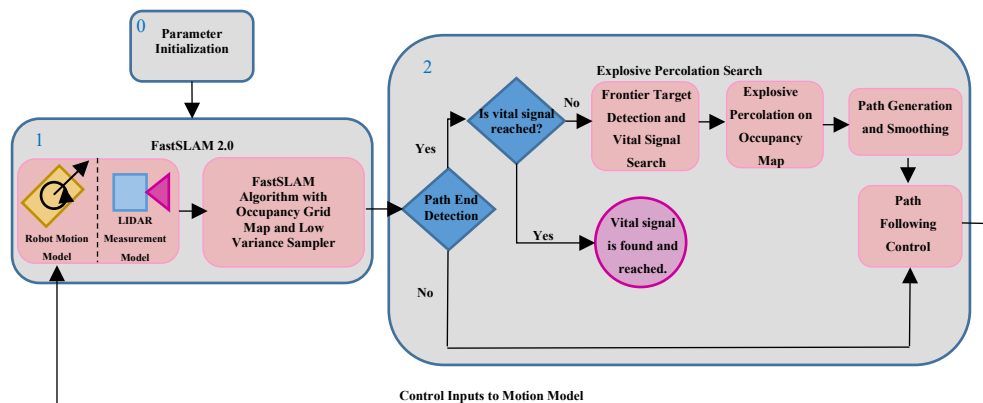 0
Parameter
Initialization
1
FastSLAM 2.0
Robot Motion
Model
LIDAR
Measurement
Model
FastSLAM
Algorithm with
Occupancy Grid
Map and Low
Variance Sampler
2
Explosive Percolation Search
Path End
Detection
Yes
No
Is vital signal
reached?
No
Yes
Vital signal
is found and
reached.
Frontier Target
Detection and
Vital Signal
Search
Explosive
Percolation on
Occupancy
Map
Path Generation
and Smoothing
Path
Following
Control
Control Inputs to Motion Model